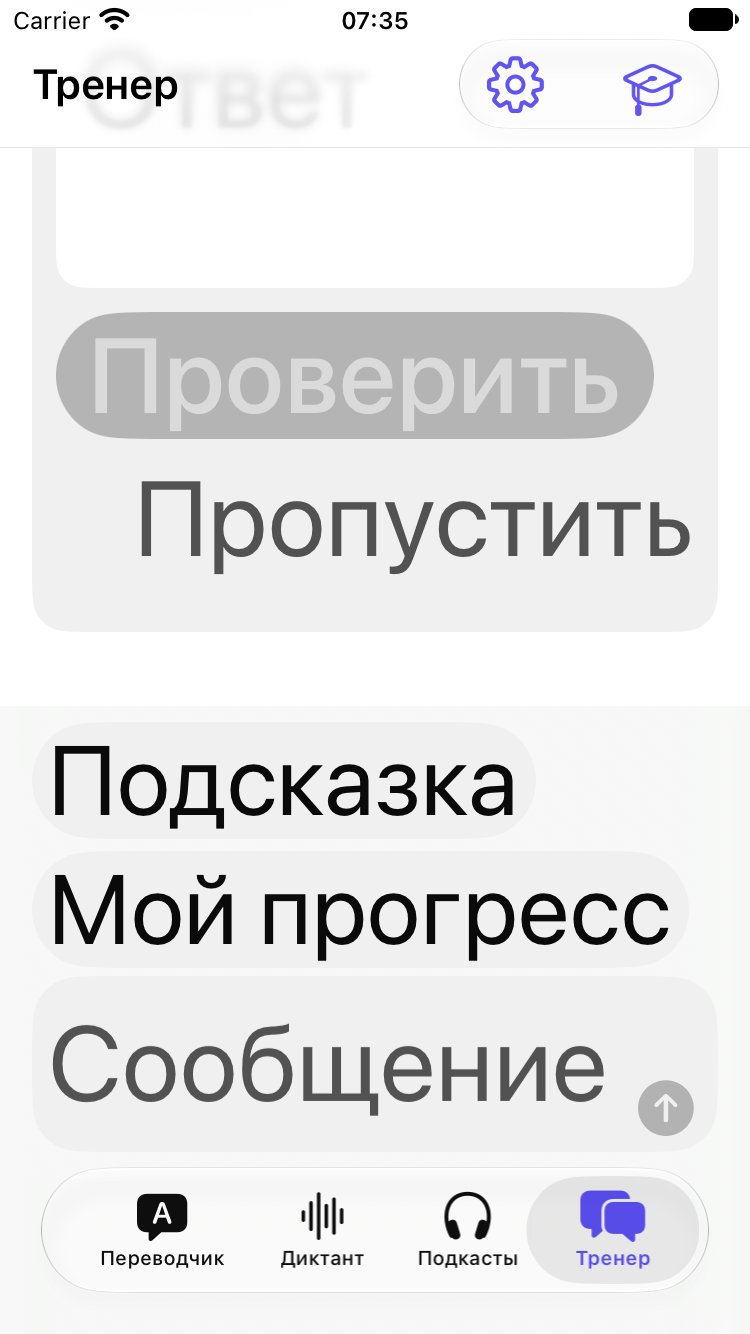 Carrier 07:35
Ответ
Тренер
Проверить
Пропустить
Подсказка
Мой прогресс
Сообщение
A
Переводчик Диктант Подкасты Тренер